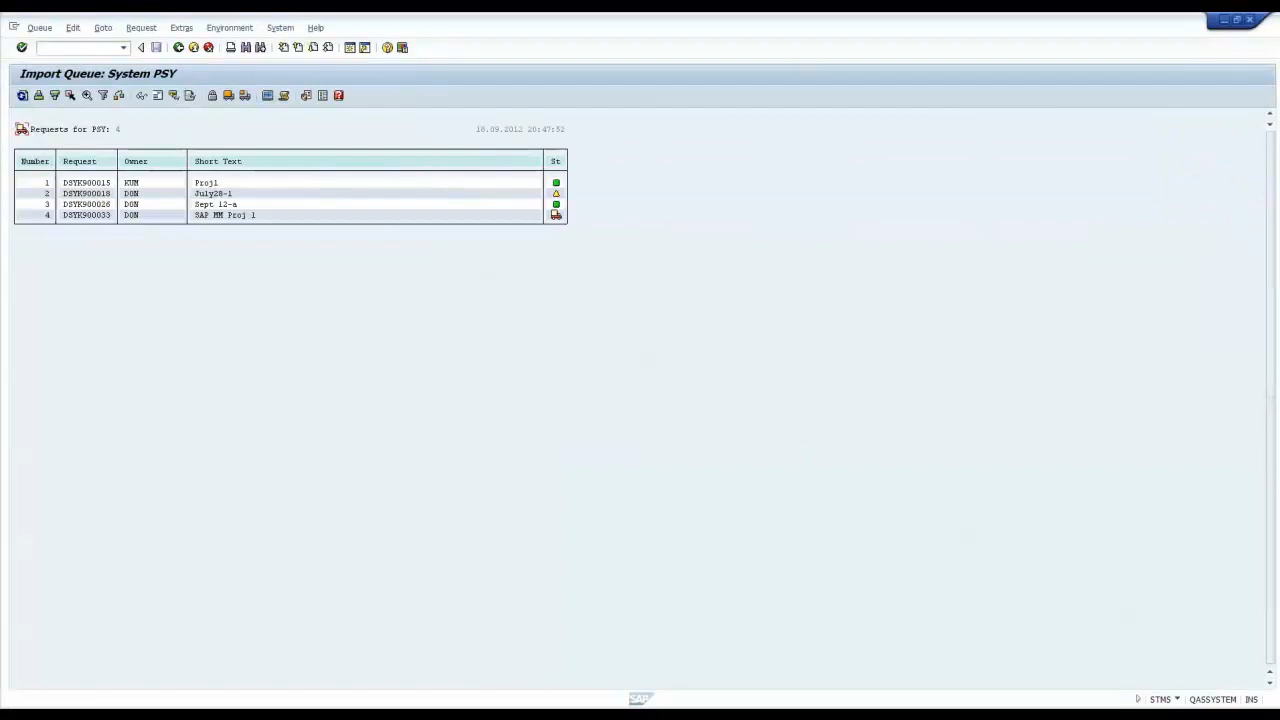 Queue Edit Goto Request Extras Environment System Help
Import Queue: System PSY
Requests for PSY: 4 18.09.2012 20:47:52
Number Request Owner Short Text St
1 DSYK900015 KUM Proj1
2 DSYK900018 DON July28-1
3 DSYK900026 DON Sept 12-a
4 DSYK900033 DON SAP MM Proj 1
SAP STMS QASSYSTEM INS